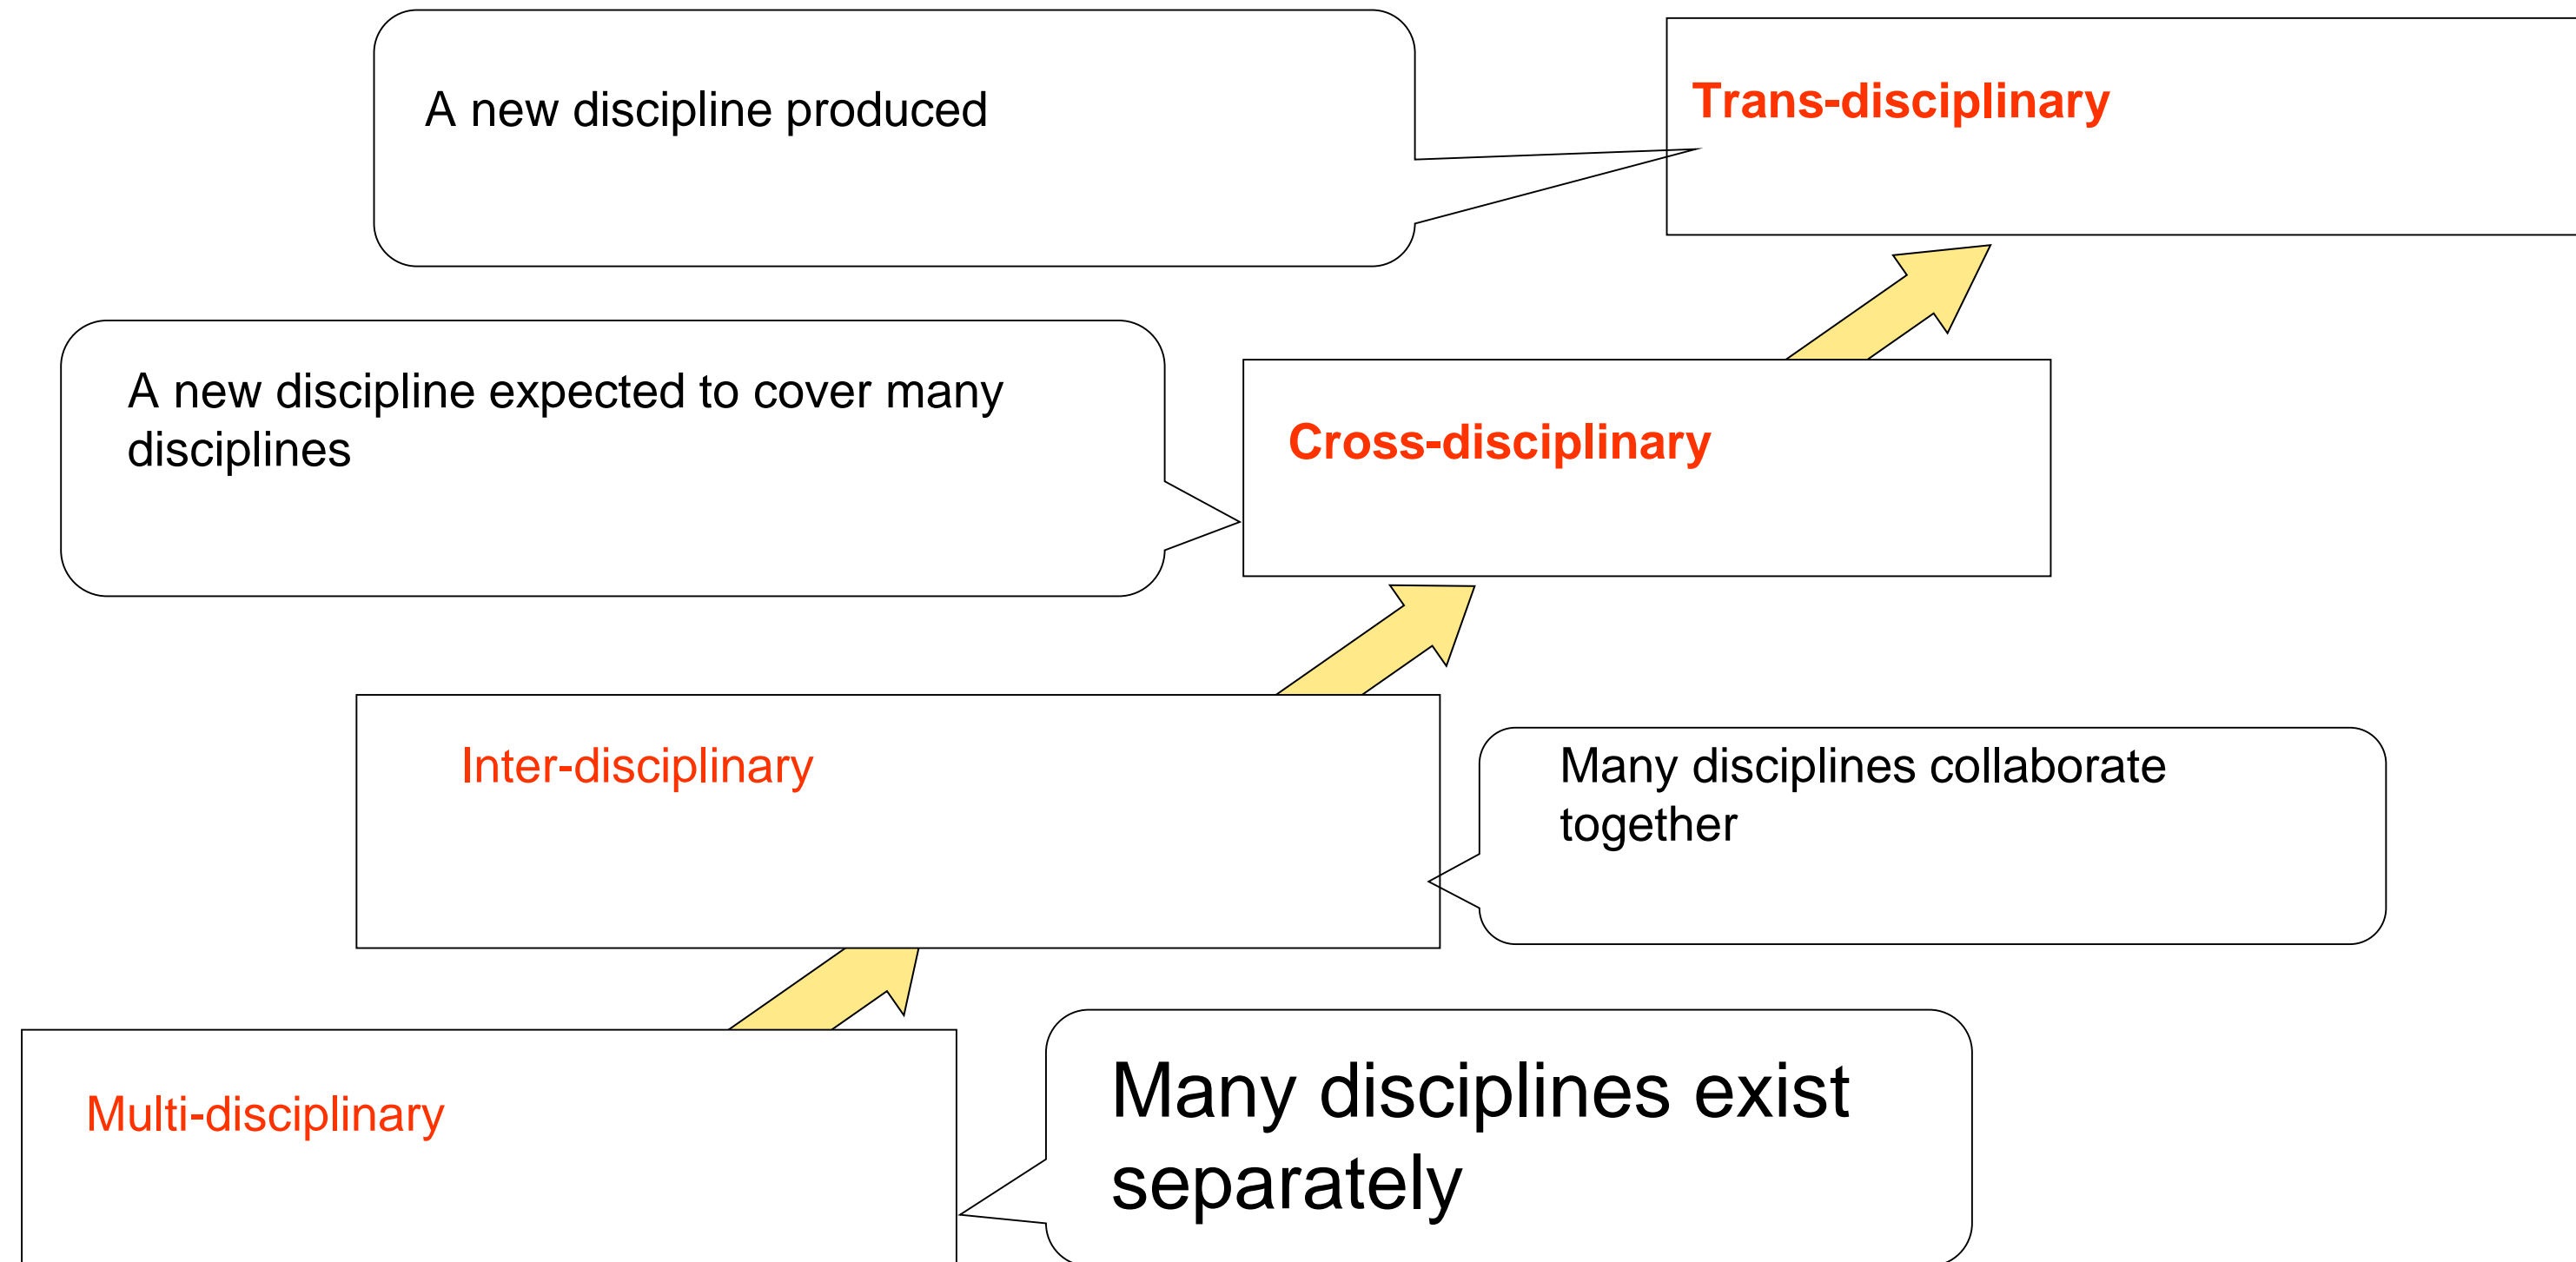 A new discipline produced
Trans-disciplinary
A new discipline expected to cover many
disciplines
Cross-disciplinary
Inter-disciplinary
Many disciplines collaborate
together
Multi-disciplinary
Many disciplines exist
separately